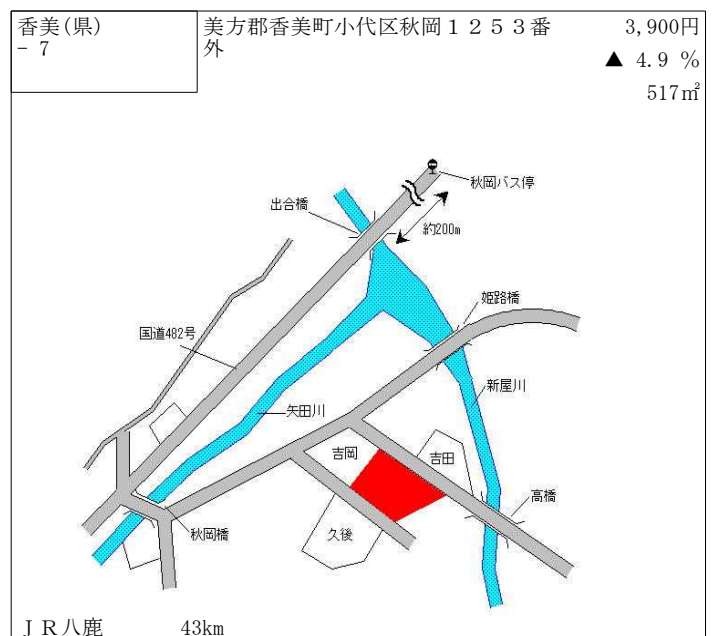 香美(県)
- 7
美方郡香美町小代区秋岡１２５３番
外
3,900円
▲ 4.9 %
517㎡
秋岡バス停
出合橋
約200m
姫路橋
国道482号
新屋川
矢田川
吉岡
吉田
高橋
秋岡橋
久後
ＪＲ八鹿 43km